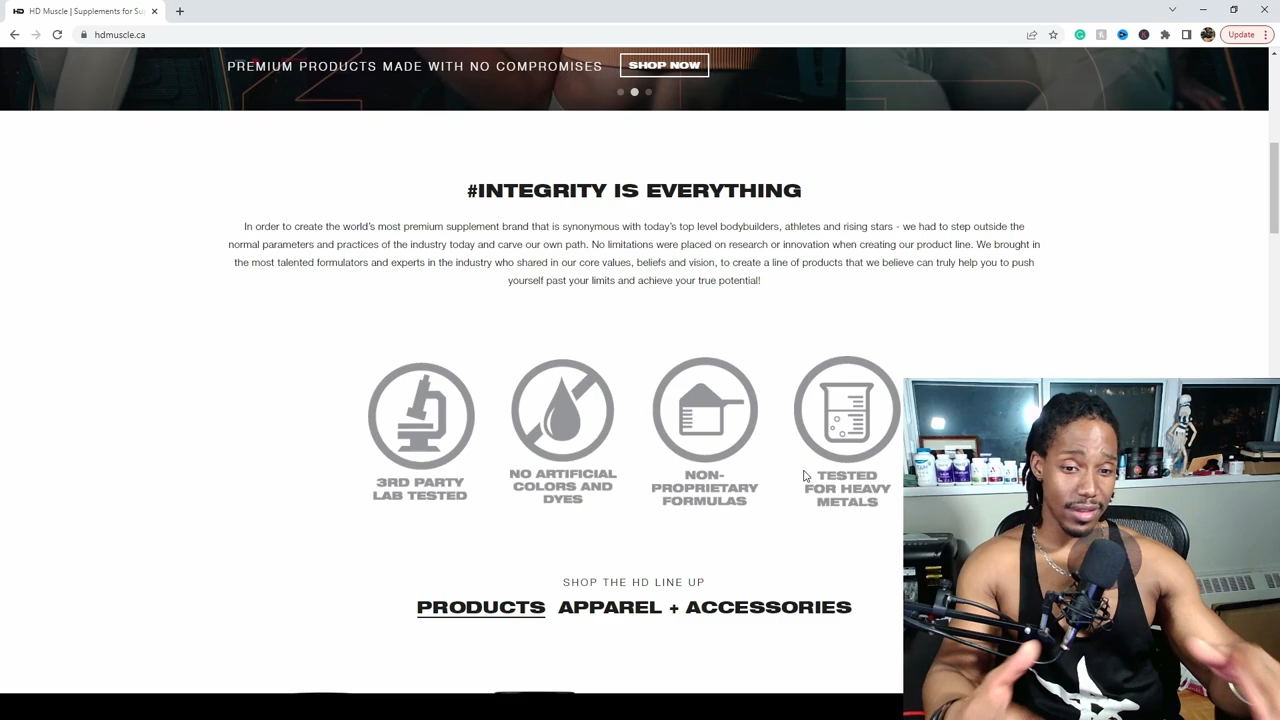 HD HD Muscle | Supplements for Su
hdmuscle.ca
Update
PREMIUM PRODUCTS MADE WITH NO COMPROMISES
SHOP NOW
#INTEGRITY IS EVERYTHING
In order to create the world's most premium supplement brand that is synonymous with today's top level bodybuilders, athletes and rising stars - we had to step outside the
normal parameters and practices of the industry today and carve our own path. No limitations were placed on research or innovation when creating our product line. We brought in
the most talented formulators and experts in the industry who shared in our core values, beliefs and vision, to create a line of products that we believe can truly help you to push
yourself past your limits and achieve your true potential!
3RD PARTY
LAB TESTED
NO ARTIFICIAL
COLORS AND
DYES
NON-
PROPRIETARY
FORMULAS
TESTED
FOR HEAVY
METALS
SHOP THE HD LINE UP
PRODUCTS APPAREL + ACCESSORIES